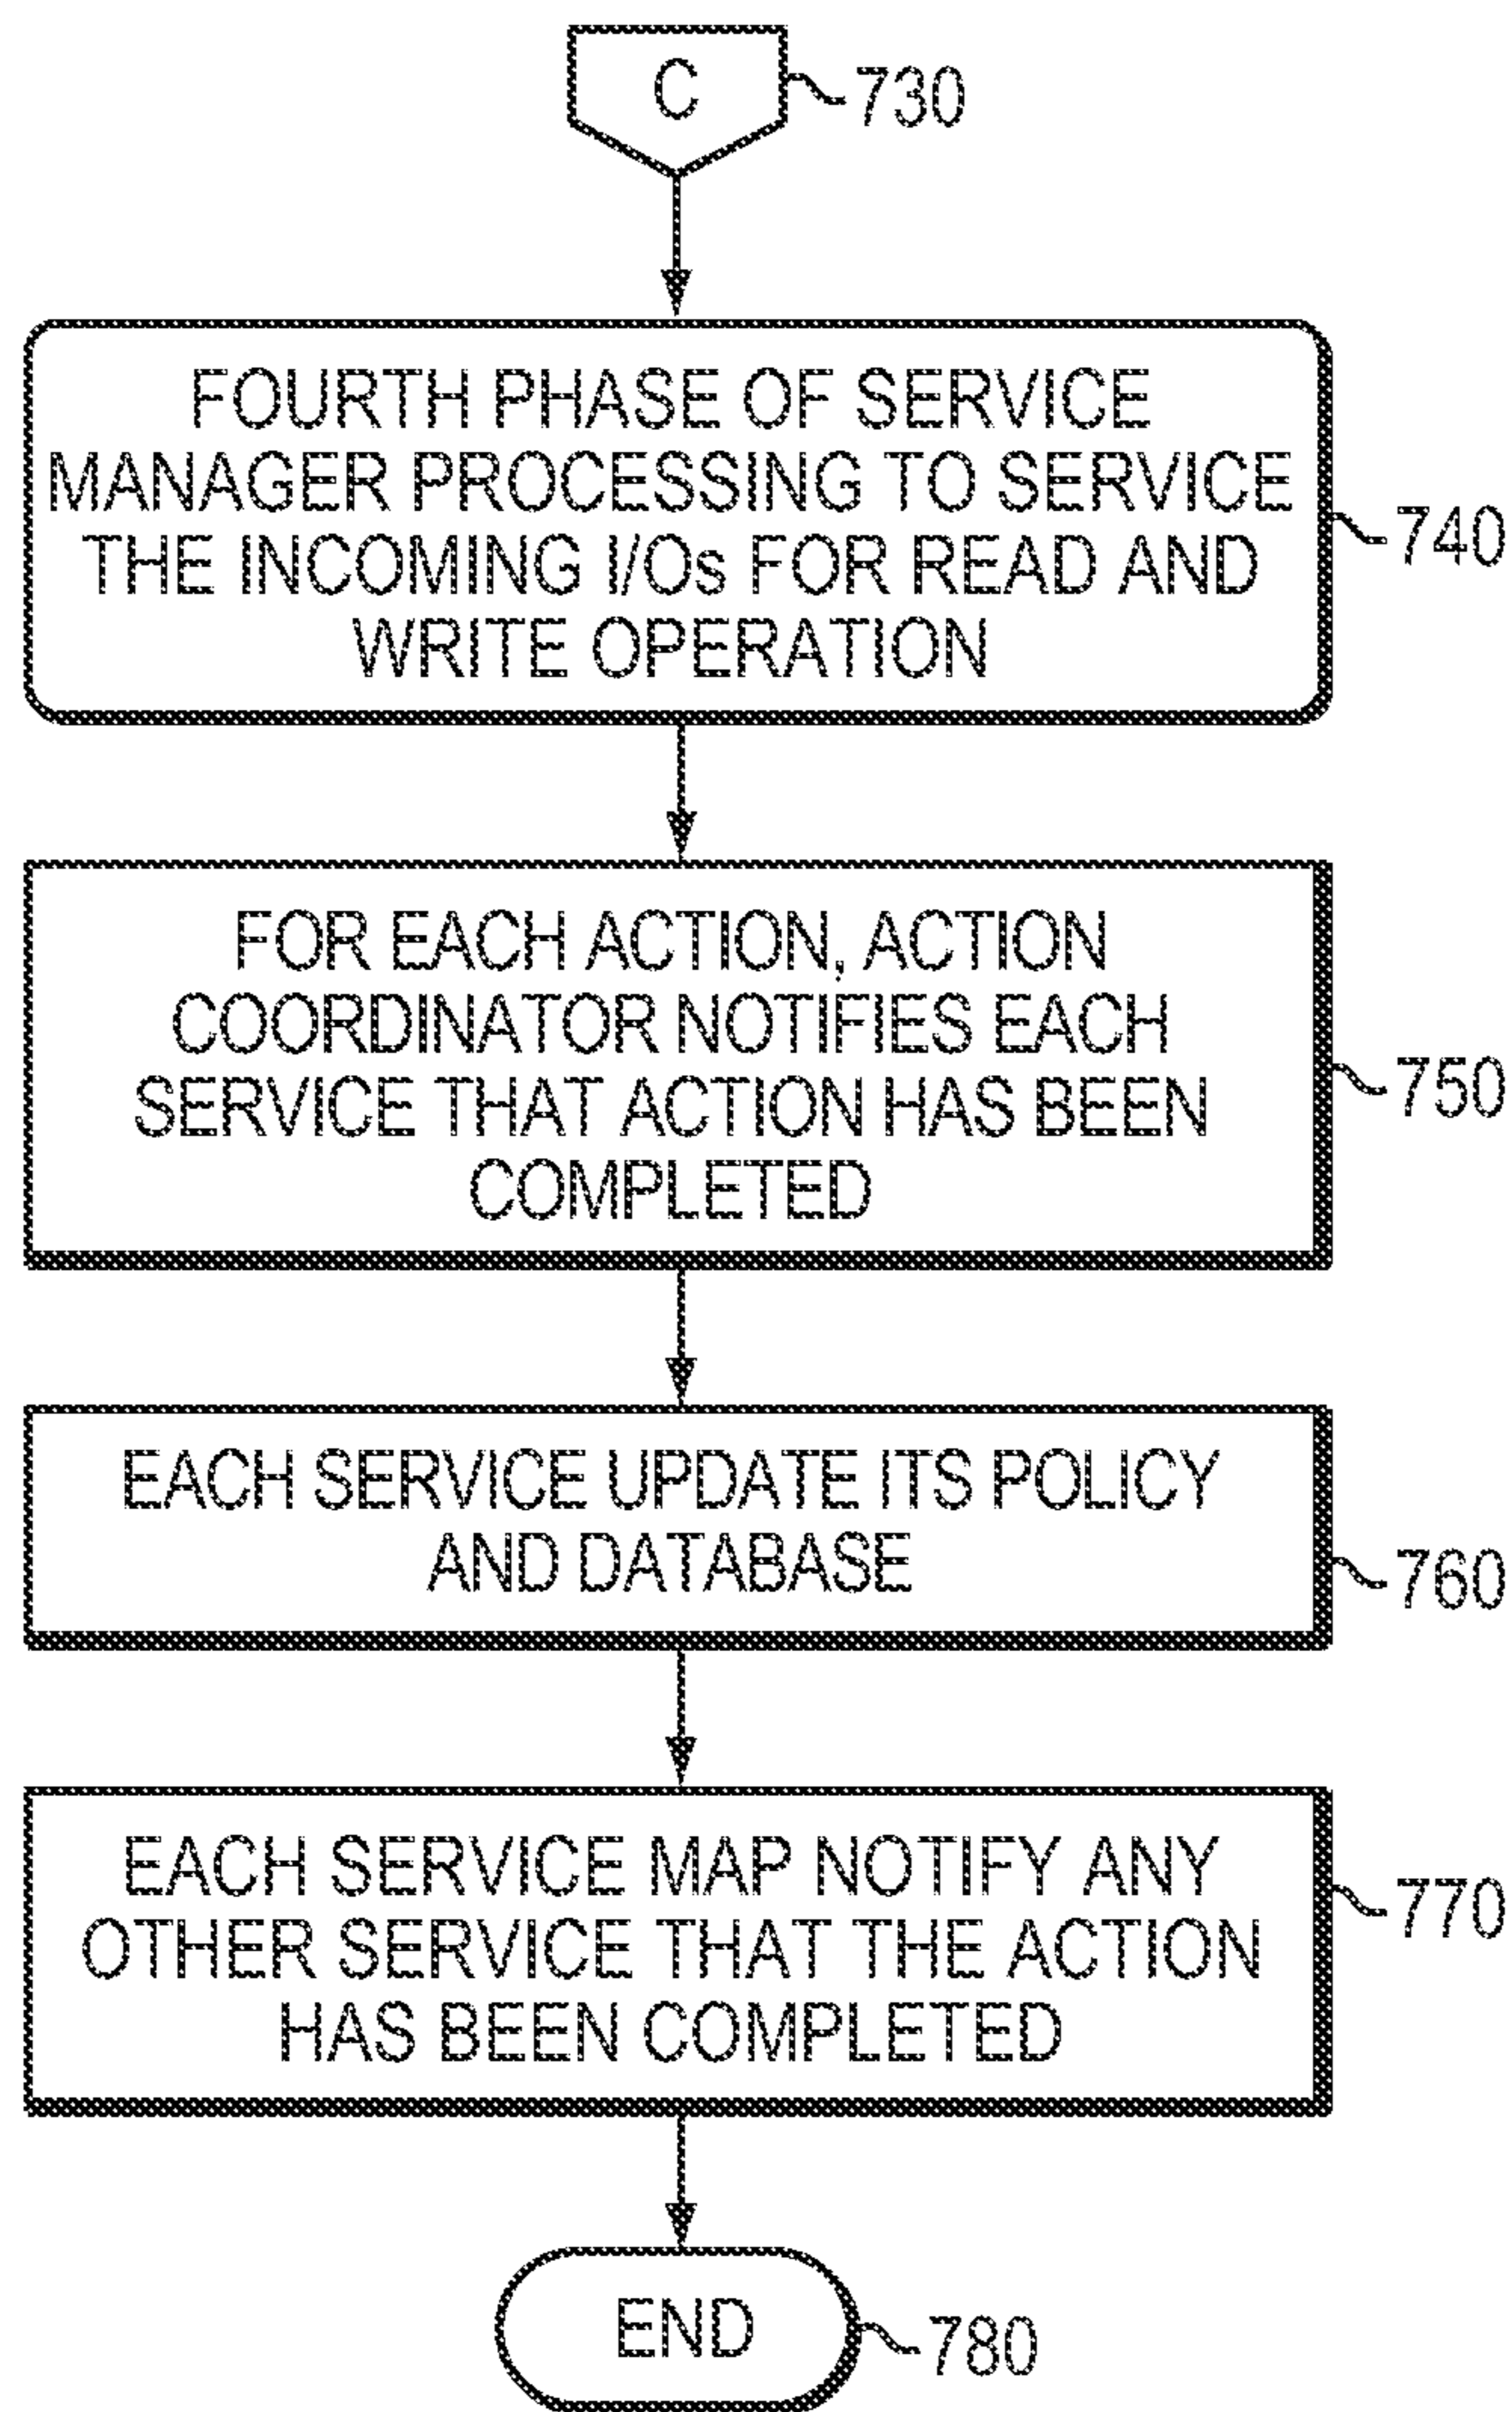 C
730
FOURTH PHASE OF SERVICE
MANAGER PROCESSING TO SERVICE
THE INCOMING I/Os FOR READ AND
WRITE OPERATION
740
FOR EACH ACTION, ACTION
COORDINATOR NOTIFIES EACH
SERVICE THAT ACTION HAS BEEN
COMPLETED
750
EACH SERVICE UPDATE ITS POLICY
AND DATABASE
760
EACH SERVICE MAP NOTIFY ANY
OTHER SERVICE THAT THE ACTION
HAS BEEN COMPLETED
770
END
780